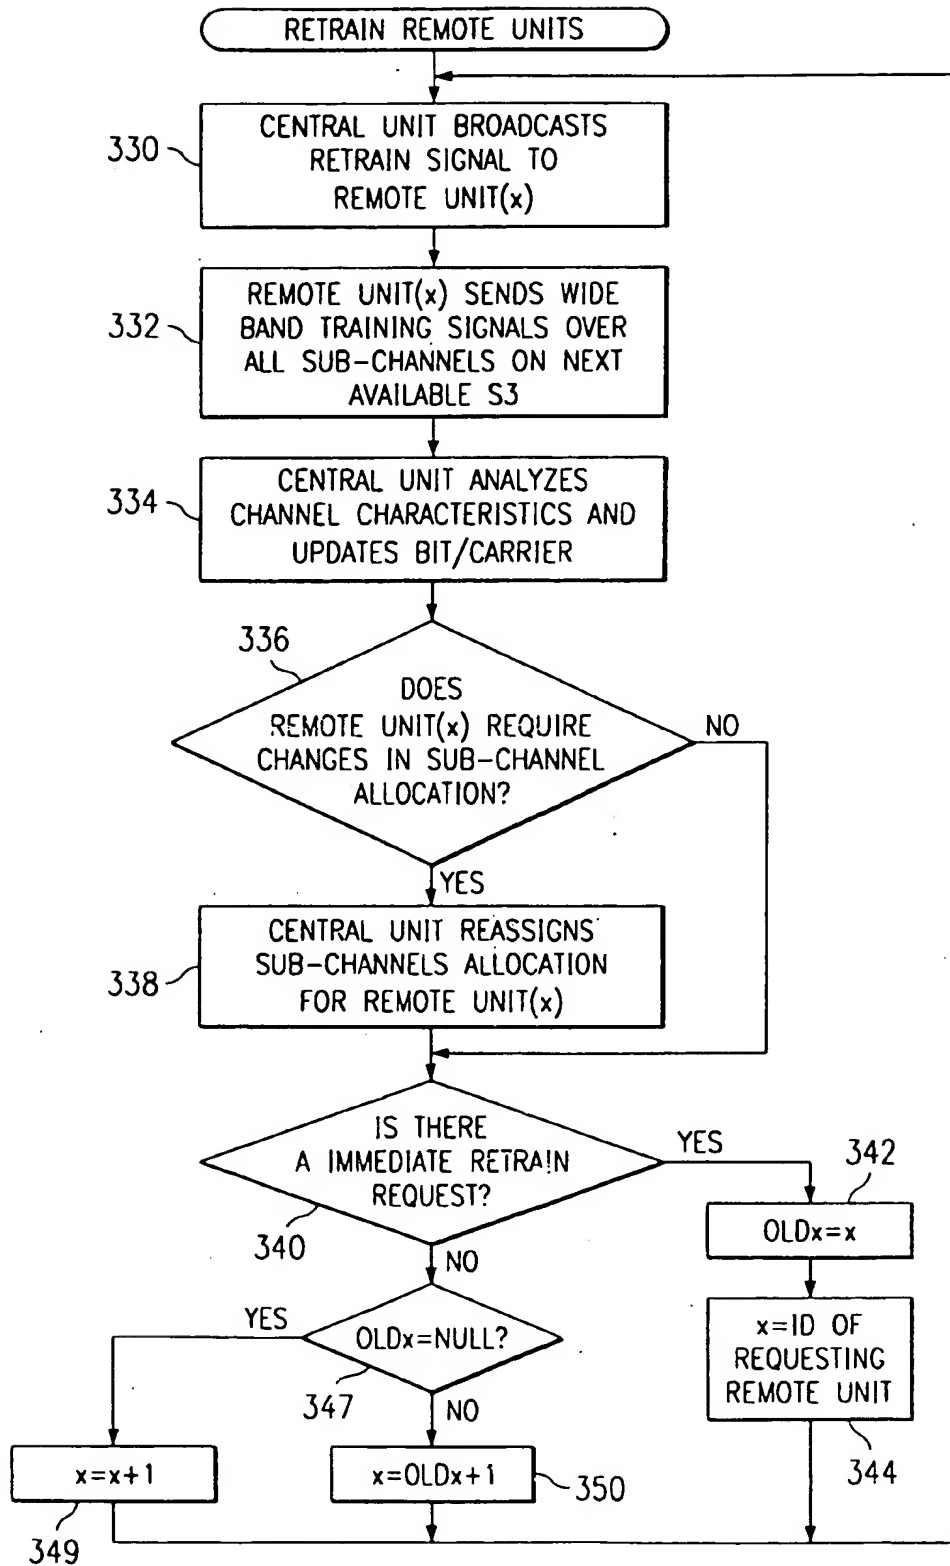 RETRAIN REMOTE UNITS
330
CENTRAL UNIT BROADCASTS
RETRAIN SIGNAL TO
REMOTE UNIT(x)
332
REMOTE UNIT(x) SENDS WIDE
BAND TRAINING SIGNALS OVER
ALL SUB-CHANNELS ON NEXT
AVAILABLE S3
334
CENTRAL UNIT ANALYZES
CHANNEL CHARACTERISTICS AND
UPDATES BIT/CARRIER
336
DOES
REMOTE UNIT(x) REQUIRE
CHANGES IN SUB-CHANNEL
ALLOCATION?
NO
YES
338
CENTRAL UNIT REASSIGNS
SUB-CHANNELS ALLOCATION
FOR REMOTE UNIT(x)
IS THERE
A IMMEDIATE RETRAIN
REQUEST?
340
YES
342
OLDx=x
NO
x=ID OF
REQUESTING
REMOTE UNIT
344
YES
OLDx=NULL?
347
NO
x=x+1
349
x=OLDx+1
350